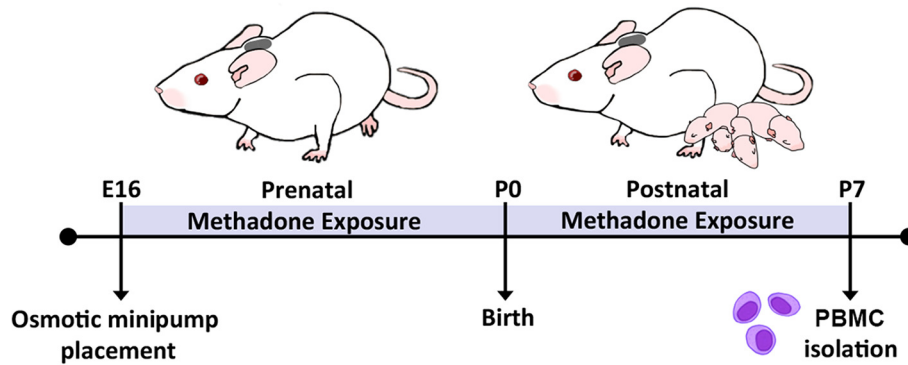 E16
Prenatal
P0
Postnatal
P7
Methadone Exposure
Methadone Exposure
Osmotic minipump
placement
Birth
PBMC
isolation